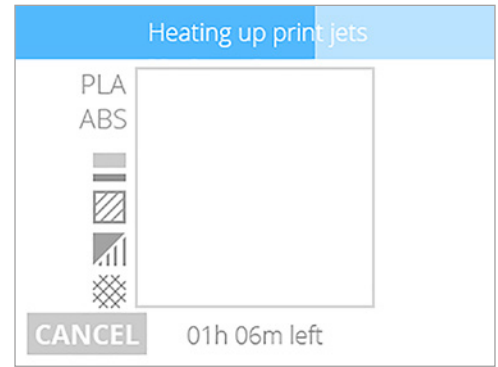 Heating up print jets
PLA
ABS
CANCEL
01h 06m left